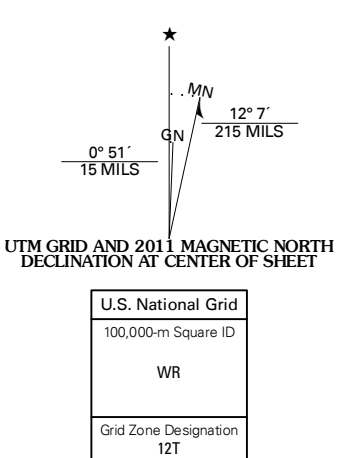 ★
MN
12° 7´
215 MILS
GN
0° 51´
15 MILS
UTM GRID AND 2011 MAGNETIC NORTH
DECLINATION AT CENTER OF SHEET
U.S. National Grid
100,000-m Square ID
WR
Grid Zone Designation
12T